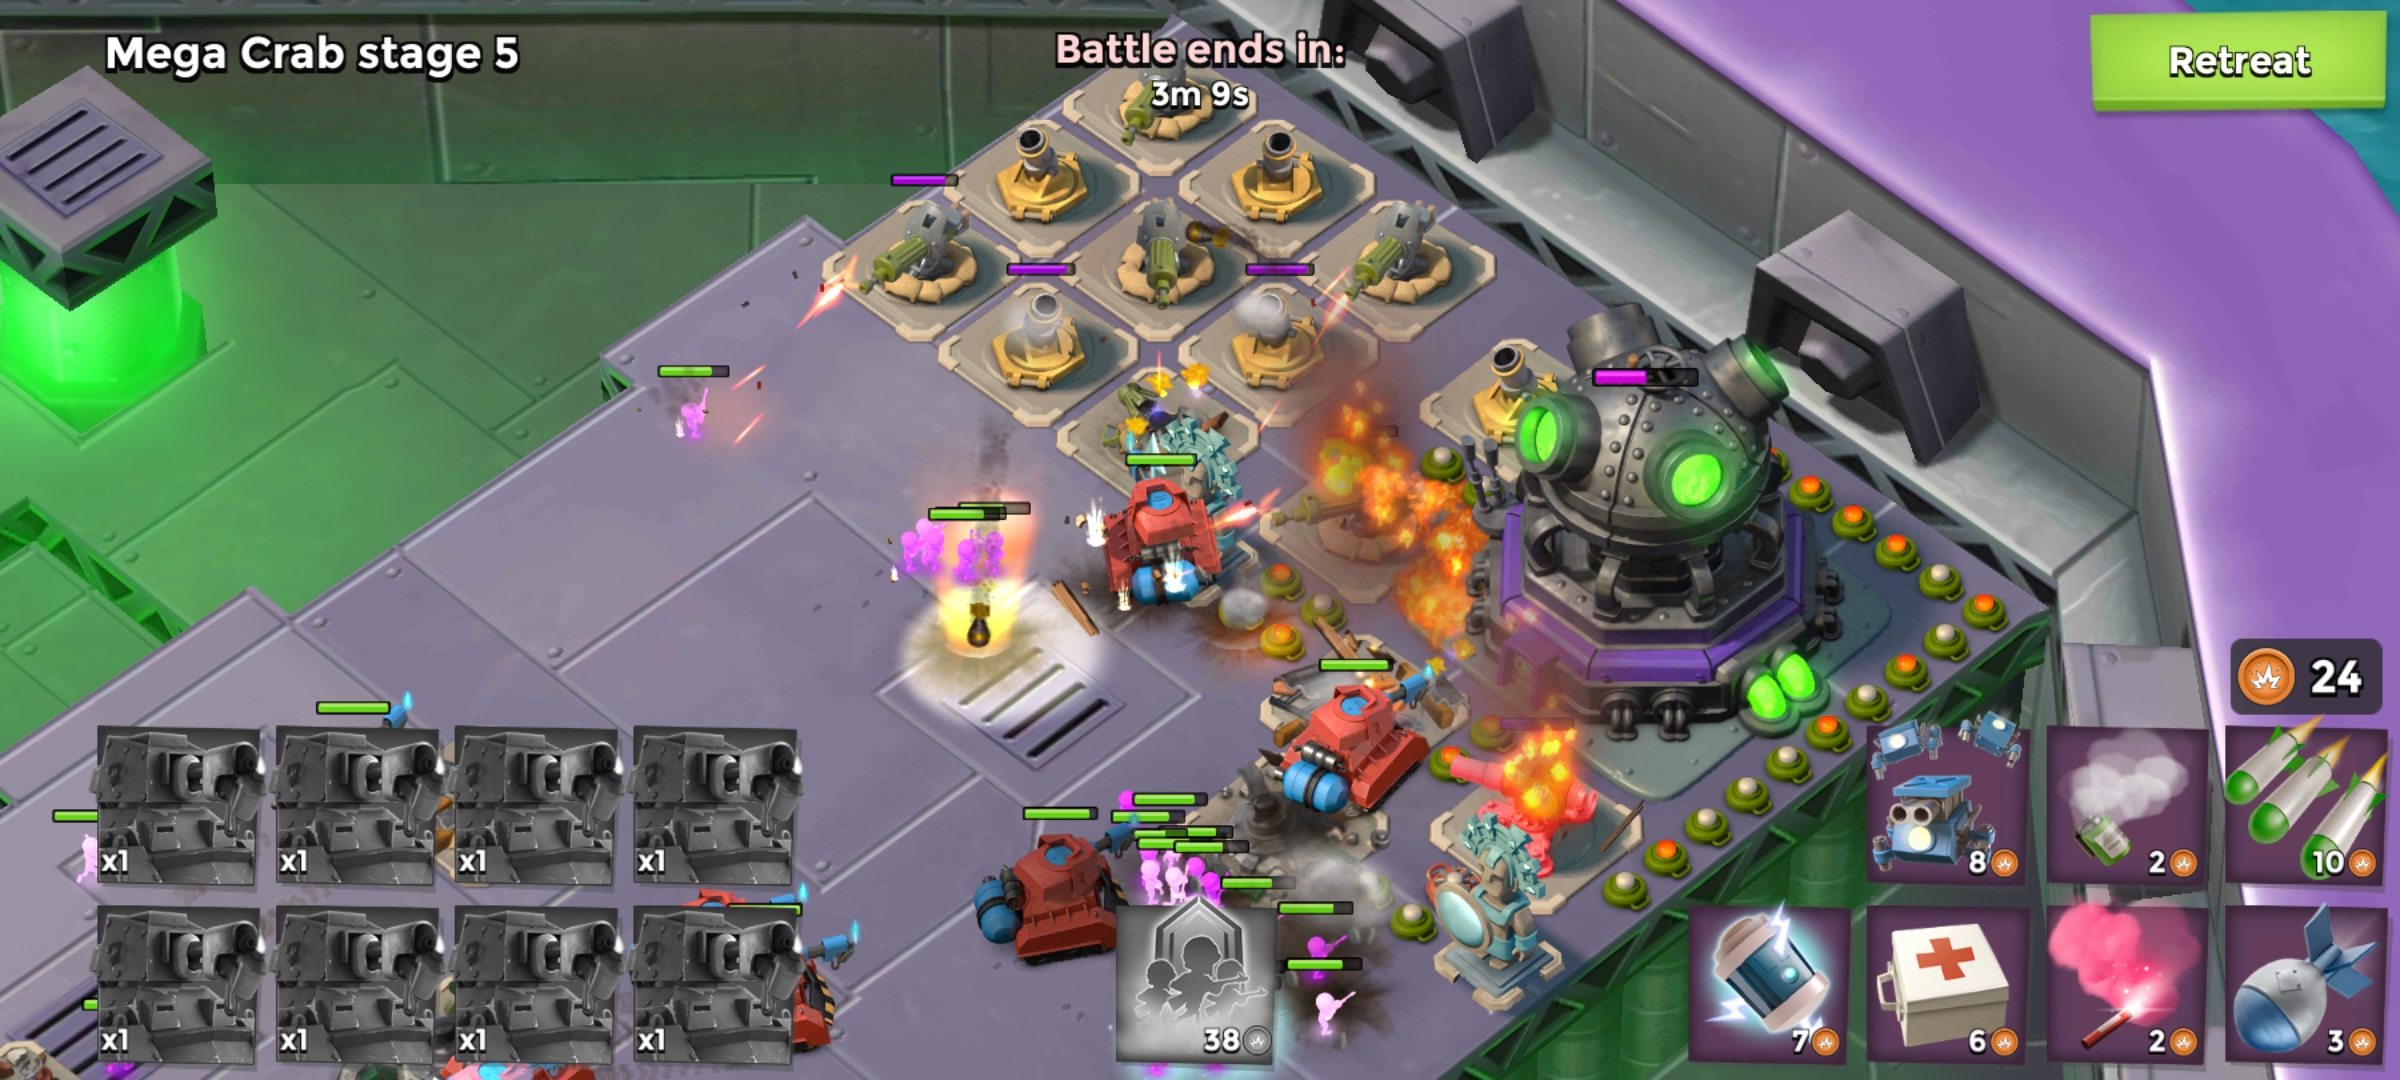 Mega Crab stage 5
Battle ends in:
3m 9s
Retreat
24
x1
x1
x1
x1
8
2
10
x1
x1
x1
x1
38
7
6
2
3